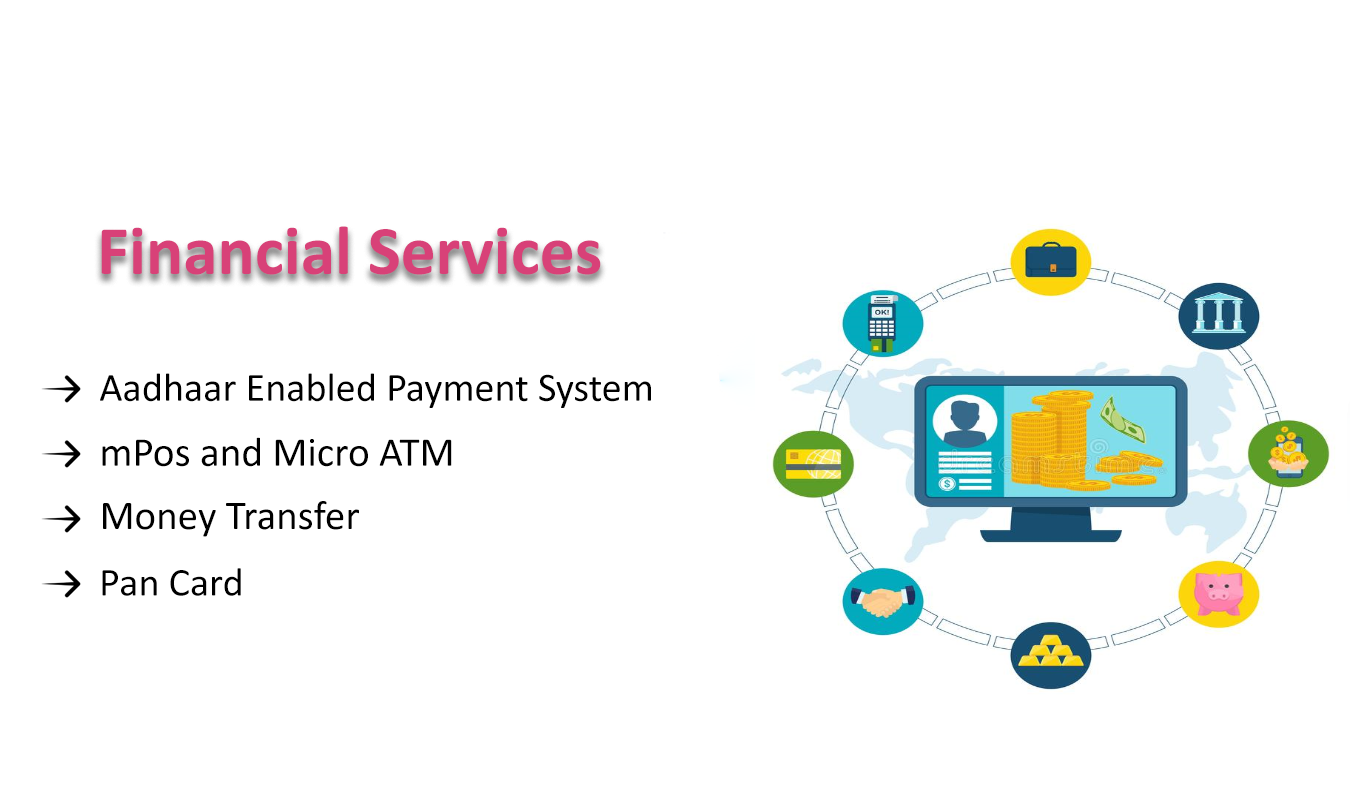 Financial Services
Aadhaar Enabled Payment System
mPos and Micro ATM
Money Transfer
Pan Card
OK!
$